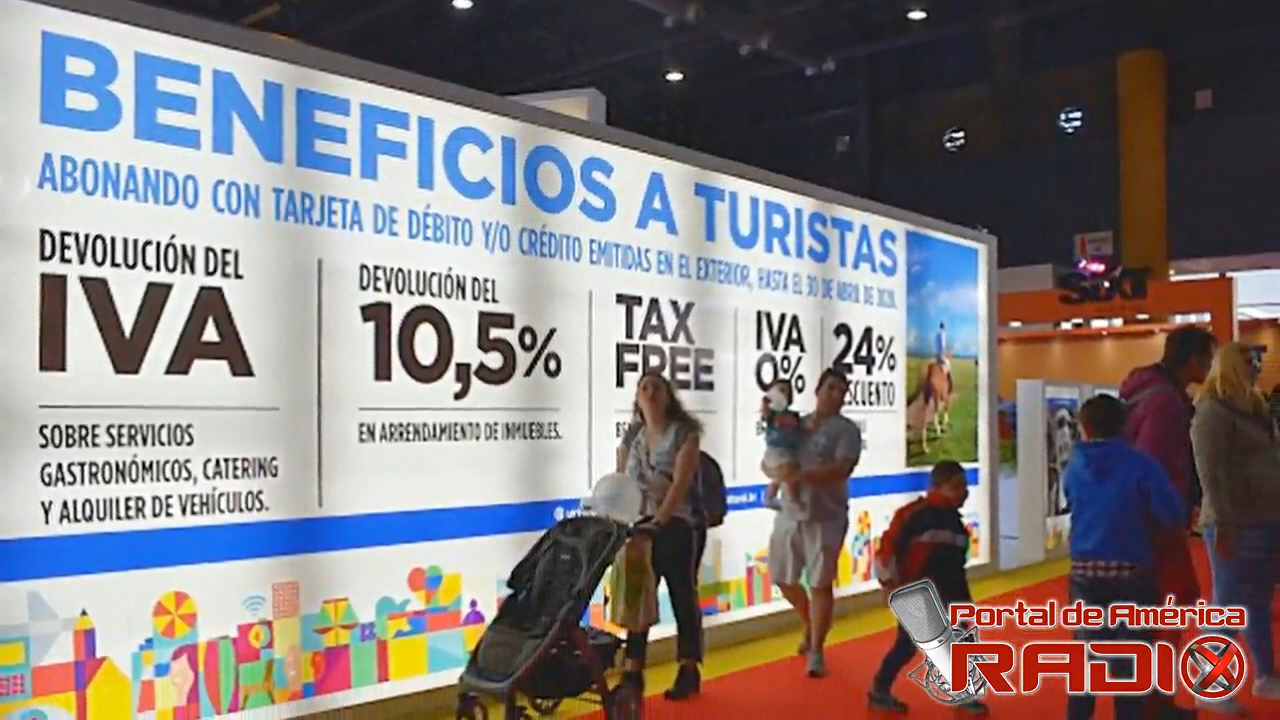 BENEFICIOS A TURISTAS
ABONANDO CON TARJETA DE DÉBITO Y/O CRÉDITO EMITIDAS EN EL EXTERIOR, HASTA EL 30 DE ABRIL DE 2020.
DEVOLUCIÓN DEL
IVA
SOBRE SERVICIOS
GASTRONÓMICOS, CATERING
Y ALQUILER DE VEHÍCULOS.
DEVOLUCIÓN DEL
10,5%
EN ARRENDAMIENTO DE INMUEBLES.
TAX
FREE
IVA
0%
24%
SIXT
Portal de América
RADIO